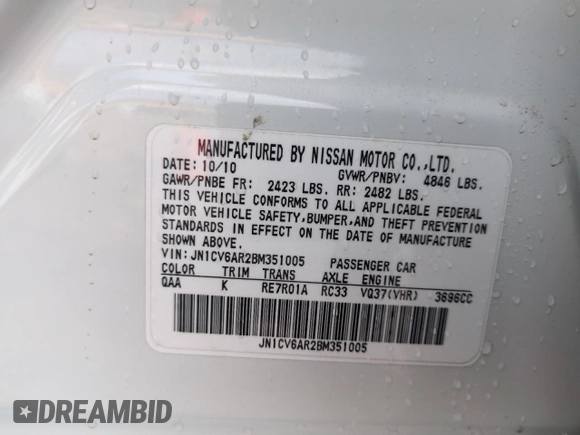 MANUFACTURED BY NISSAN MOTOR CO.,LTD.
DATE: 10/10 GVWR/PNBV: 4846 LBS.
GAWR/PNBE FR: 2423 LBS. RR: 2482 LBS.
THIS VEHICLE CONFORMS TO ALL APPLICABLE FEDERAL
MOTOR VEHICLE SAFETY,BUMPER,AND THEFT PREVENTION
STANDARDS IN EFFECT ON THE DATE OF MANUFACTURE
SHOWN ABOVE.
VIN: JN1CV6AR2BM351005 PASSENGER CAR
COLOR TRIM TRANS AXLE ENGINE
QAA K RE7R01A RC33 VQ37(VHR) 3696CC
JN1CV6AR2BM351005
DREAMBID